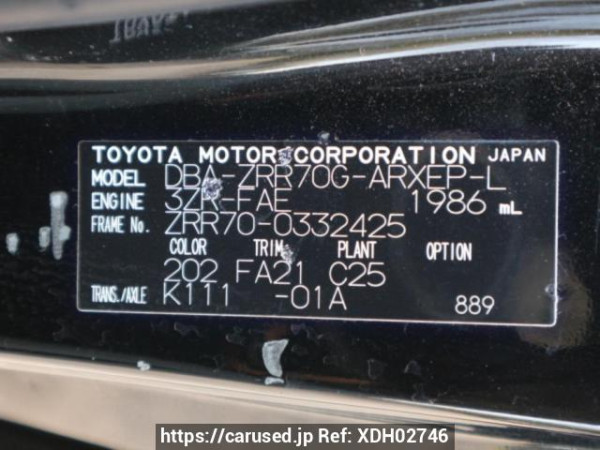 TOYOTA MOTOR CORPORATION JAPAN
MODEL DBA-ZRR70G-ARXEP-L
ENGINE 3ZR-FAE 1986 mL
FRAME No. ZRR70-0332425
COLOR TRIM PLANT OPTION
202 FA21 C25
TRANS./AXLE K111 -01A 889
https://carused.jp Ref: XDH02746